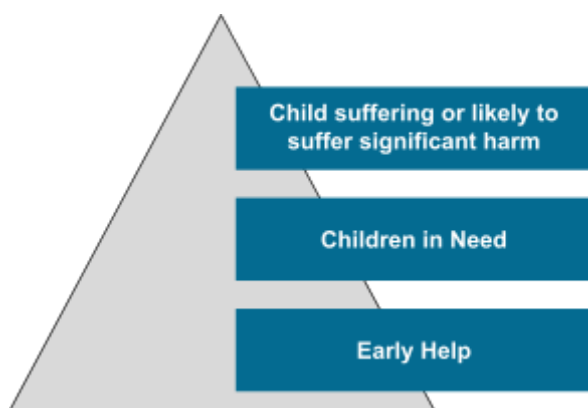 Child suffering or likely to
suffer significant harm
Children in Need
Early Help